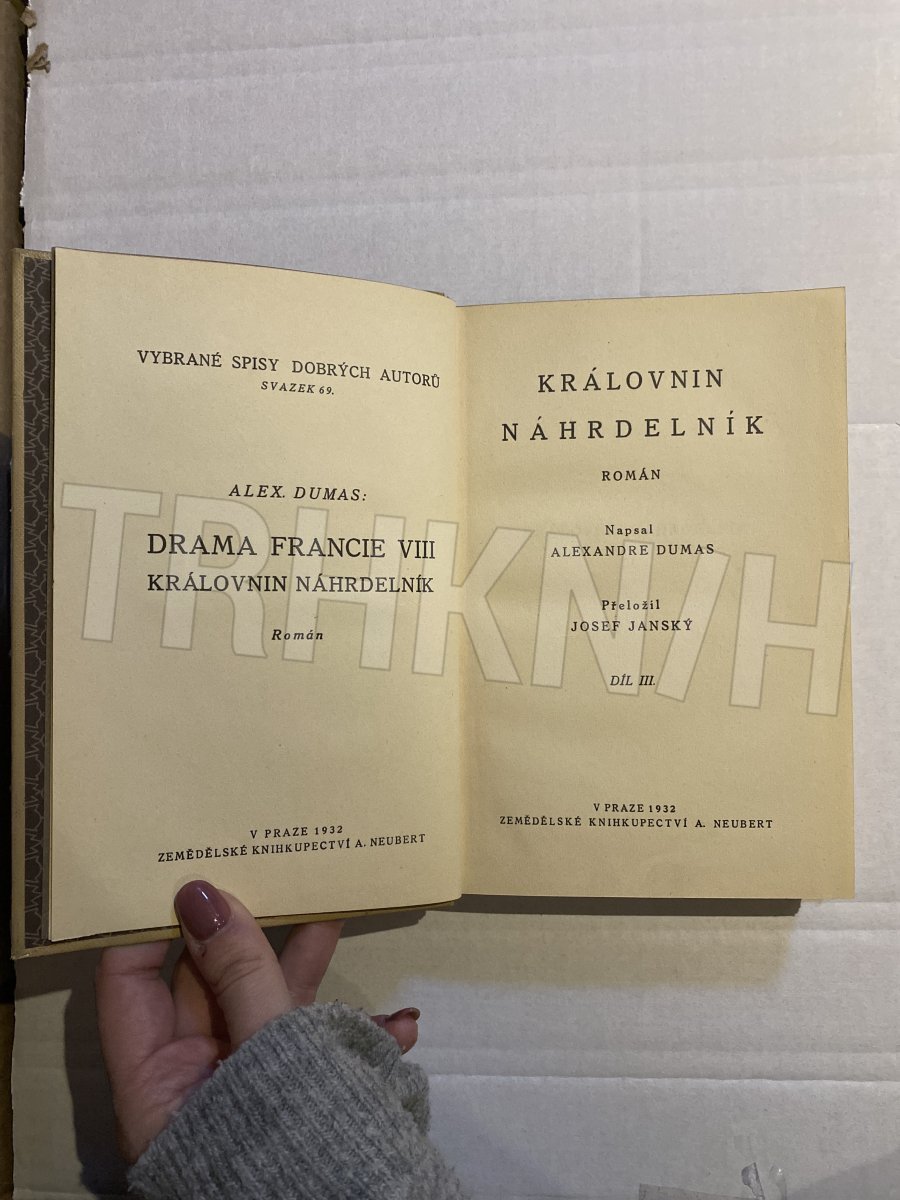 VYBRANÉ SPISY DOBRÝCH AUTORŮ
SVAZEK 69.
ALEX. DUMAS:
DRAMA FRANCIE VIII
KRÁLOVNIN NÁHRDELNÍK
Román
V PRAZE 1932
ZEMĚDĚLSKÉ KNIHKUPECTVÍ A. NEUBERT
KRÁLOVNIN
NÁHRDELNÍK
ROMÁN
Napsal
ALEXANDRE DUMAS
Přeložil
JOSEF JANSKÝ
DÍL III.
V PRAZE 1932
ZEMĚDĚLSKÉ KNIHKUPECTVÍ A. NEUBERT
TRHKNIH